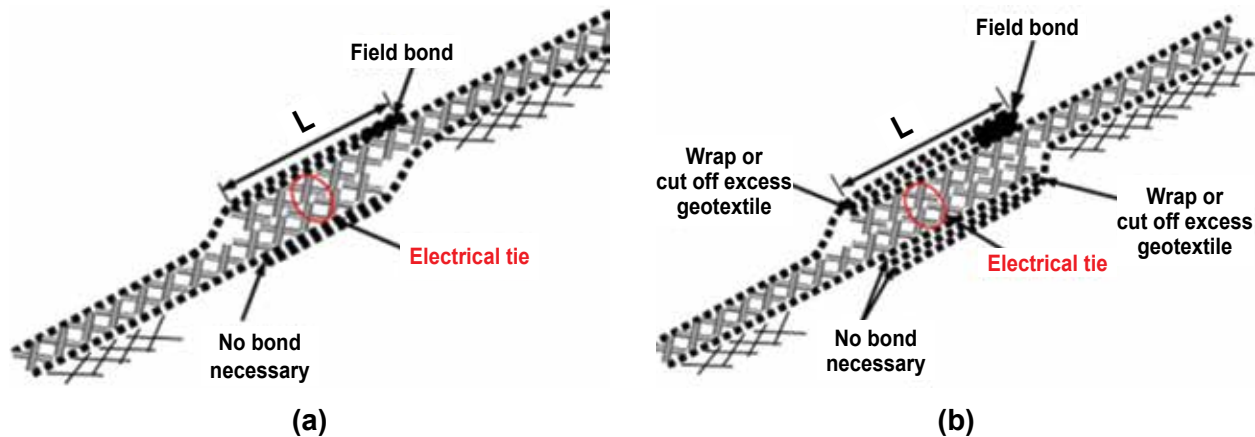 Field bond
L
Electrical tie
No bond
necessary
(a)
Field bond
L
Wrap or
cut off excess
geotextile
Wrap or
cut off excess
geotextile
Electrical tie
No bond
necessary
(b)